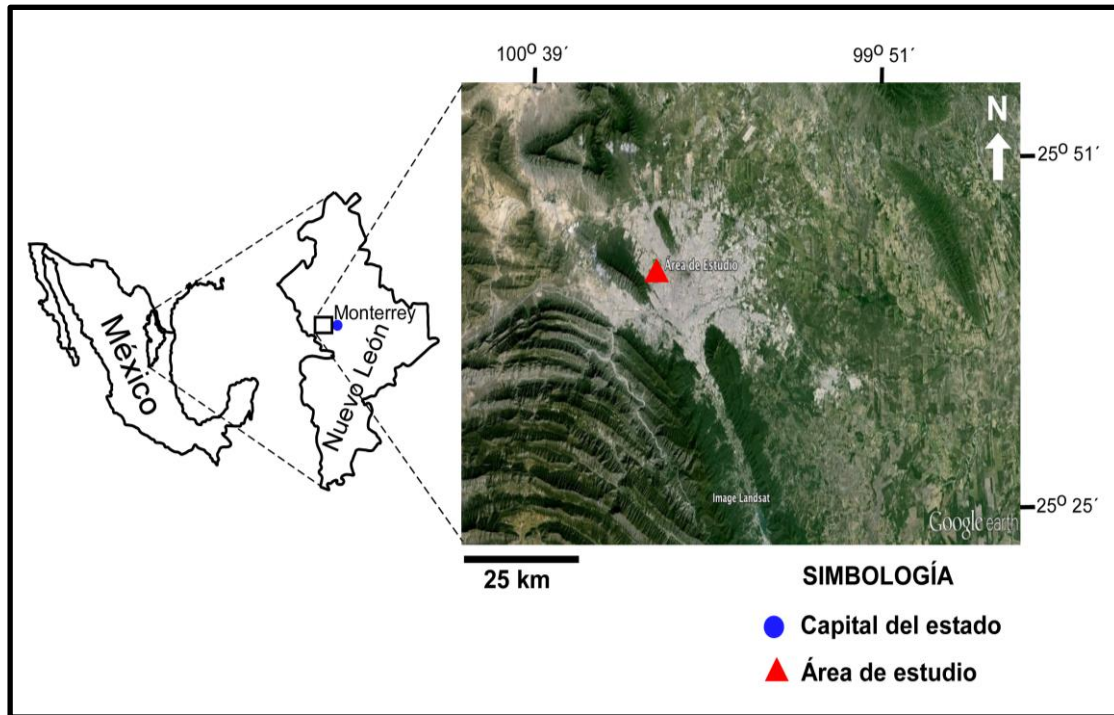 100º 39´
99º 51´
N
25º 51´
Área de Estudio
Monterrey
México
Nuevo León
Image Landsat
25º 25´
Google earth
25 km
SIMBOLOGÍA
Capital del estado
Área de estudio